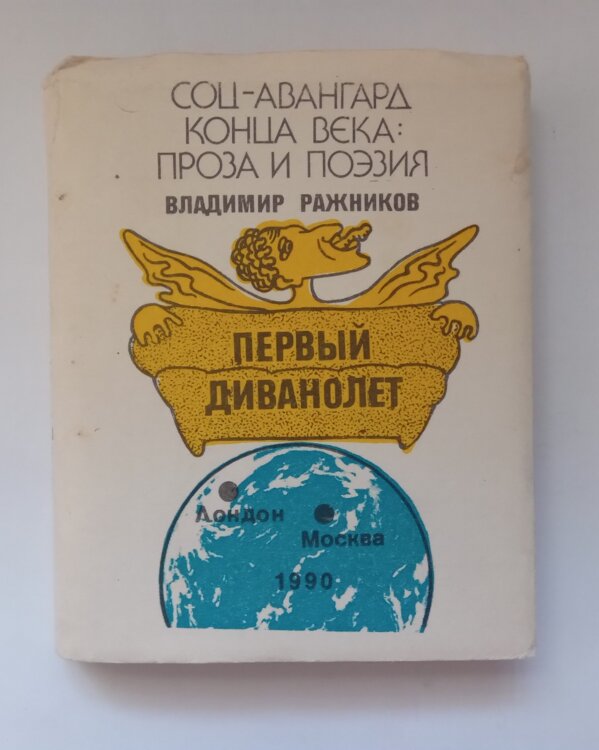 СОЦ-АВАНГАРД
КОНЦА ВЕКА:
ПРОЗА И ПОЭЗИЯ
ВЛАДИМИР РАЖНИКОВ
ПЕРВЫЙ
ДИВАНОЛЕТ
Лондон
Москва
1990